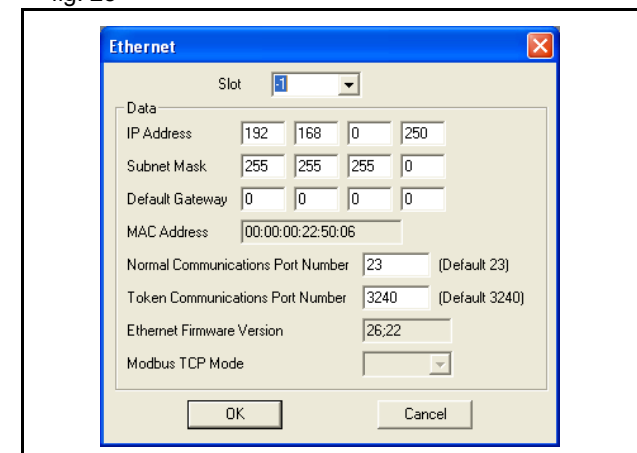 Ethernet
Slot -1
Data
IP Address 192 168 0 250
Subnet Mask 255 255 255 0
Default Gateway 0 0 0 0
MAC Address 00:00:00:22:50:06
Normal Communications Port Number 23 (Default 23)
Token Communications Port Number 3240 (Default 3240)
Ethernet Firmware Version 26;22
Modbus TCP Mode
OK Cancel